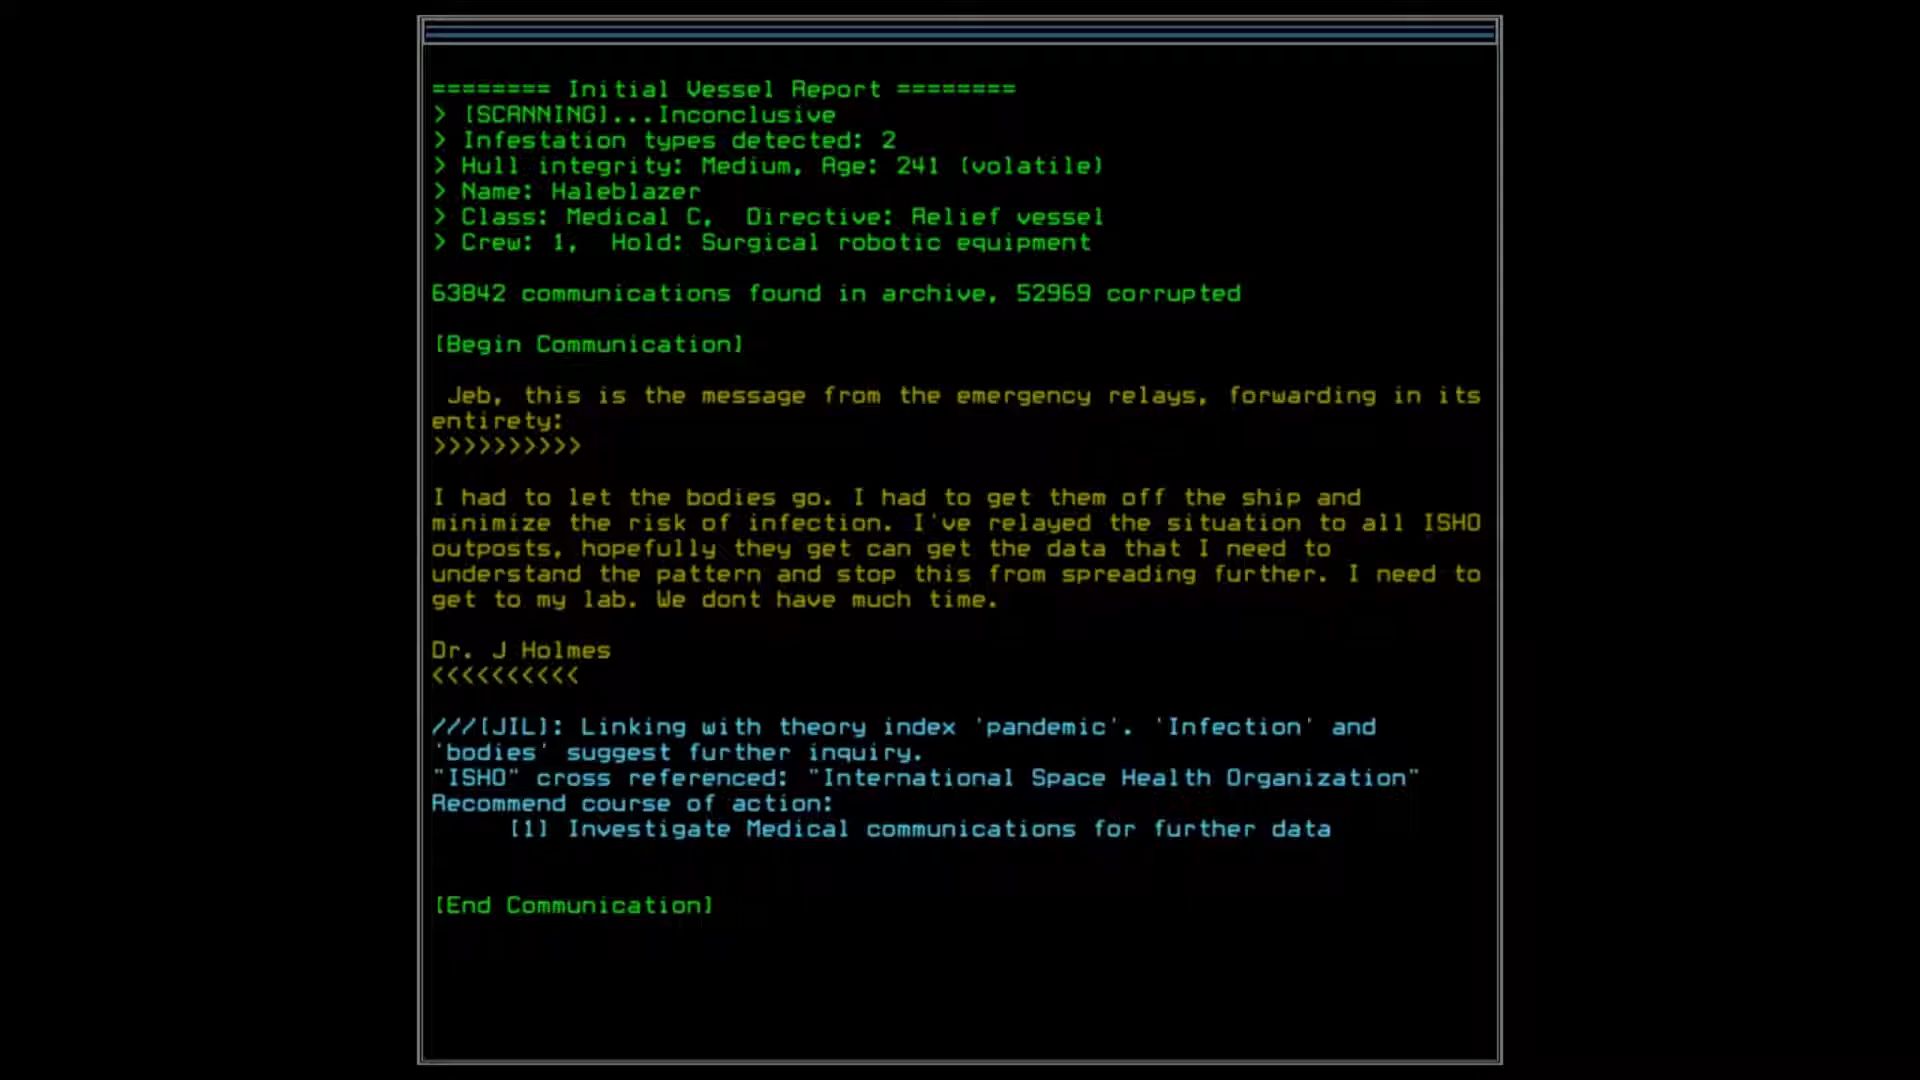 ======== Initial Vessel Report ========
> [SCANNING]...Inconclusive
> Infestation types detected: 2
> Hull integrity: Medium, Age: 241 (volatile)
> Name: Haleblazer
> Class: Medical C,  Directive: Relief vessel
> Crew: 1,  Hold: Surgical robotic equipment
63842 communications found in archive, 52969 corrupted
[Begin Communication]
Jeb, this is the message from the emergency relays, forwarding in its
entirety:
>>>>>>>>>>
I had to let the bodies go. I had to get them off the ship and
minimize the risk of infection. I've relayed the situation to all ISHO
outposts, hopefully they get can get the data that I need to
understand the pattern and stop this from spreading further. I need to
get to my lab. We dont have much time.
Dr. J Holmes
<<<<<<<<<<
///[JIL]: Linking with theory index 'pandemic'. 'Infection' and
'bodies' suggest further inquiry.
"ISHO" cross referenced: "International Space Health Organization"
Recommend course of action:
[1] Investigate Medical communications for further data
[End Communication]